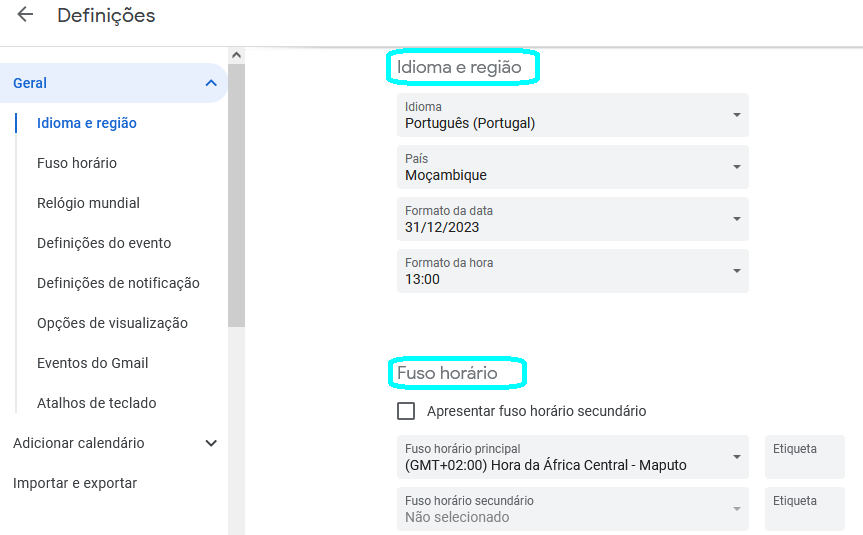 Definições
Geral
Idioma e região
Fuso horário
Relógio mundial
Definições do evento
Definições de notificação
Opções de visualização
Eventos do Gmail
Atalhos de teclado
Adicionar calendário
Importar e exportar
Idioma e região
Idioma
Português (Portugal)
País
Moçambique
Formato da data
31/12/2023
Formato da hora
13:00
Fuso horário
Apresentar fuso horário secundário
Fuso horário principal
(GMT+02:00) Hora da África Central - Maputo
Etiqueta
Fuso horário secundário
Não selecionado
Etiqueta